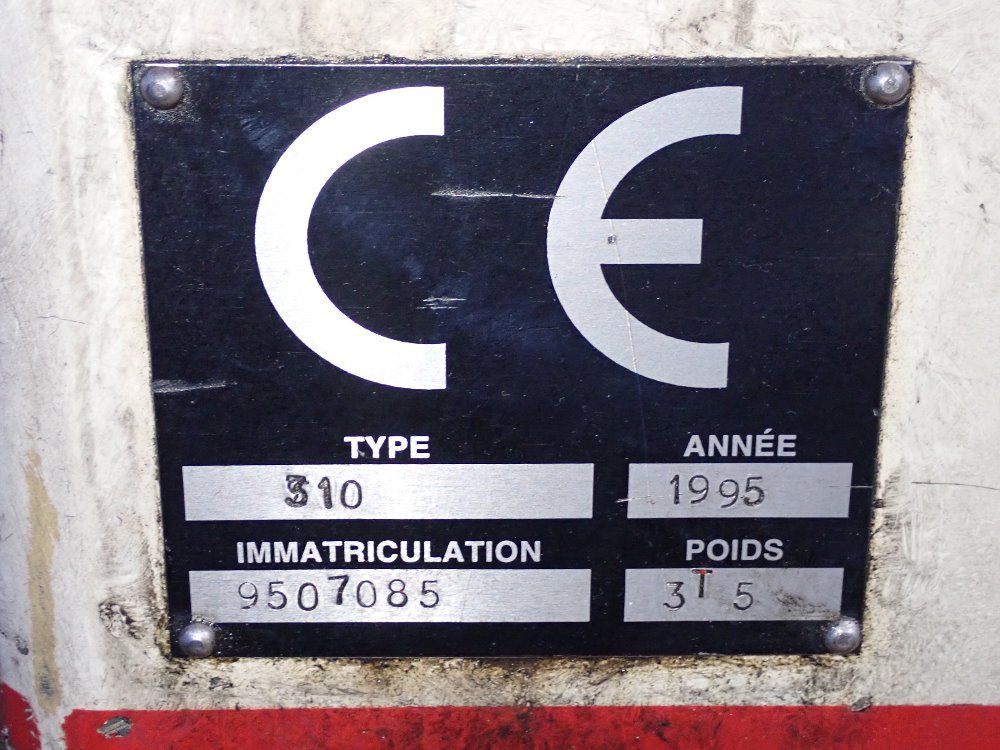 CE
TYPE ANNÉE
310 1995
IMMATRICULATION POIDS
9507085 3T5